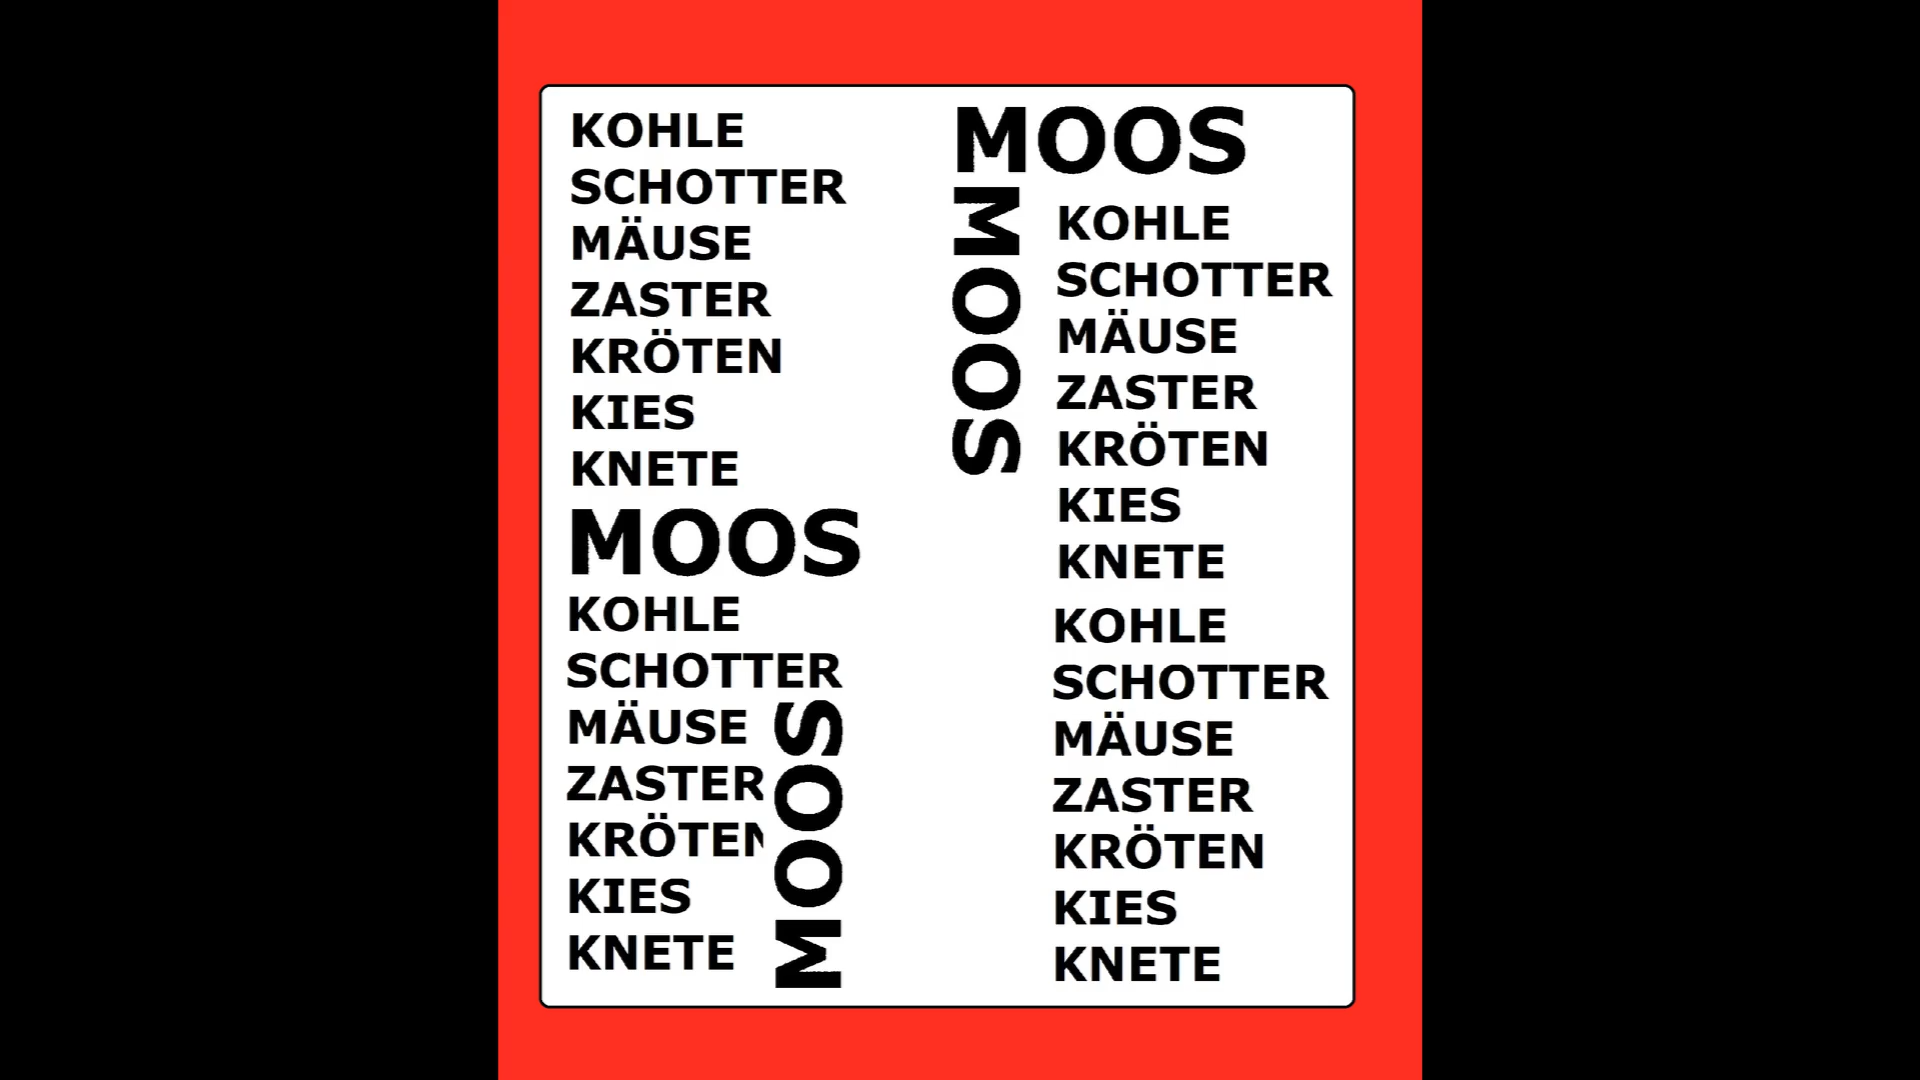 KOHLE
SCHOTTER
MÄUSE
ZASTER
KRÖTEN
KIES
KNETE
MOOS
KOHLE
SCHOTTER
MÄUSE
ZASTER
KRÖTEN
KIES
KNETE
MOOS
MOOS
MOOS
KOHLE
SCHOTTER
MÄUSE
ZASTER
KRÖTEN
KIES
KNETE
KOHLE
SCHOTTER
MÄUSE
ZASTER
KRÖTEN
KIES
KNETE